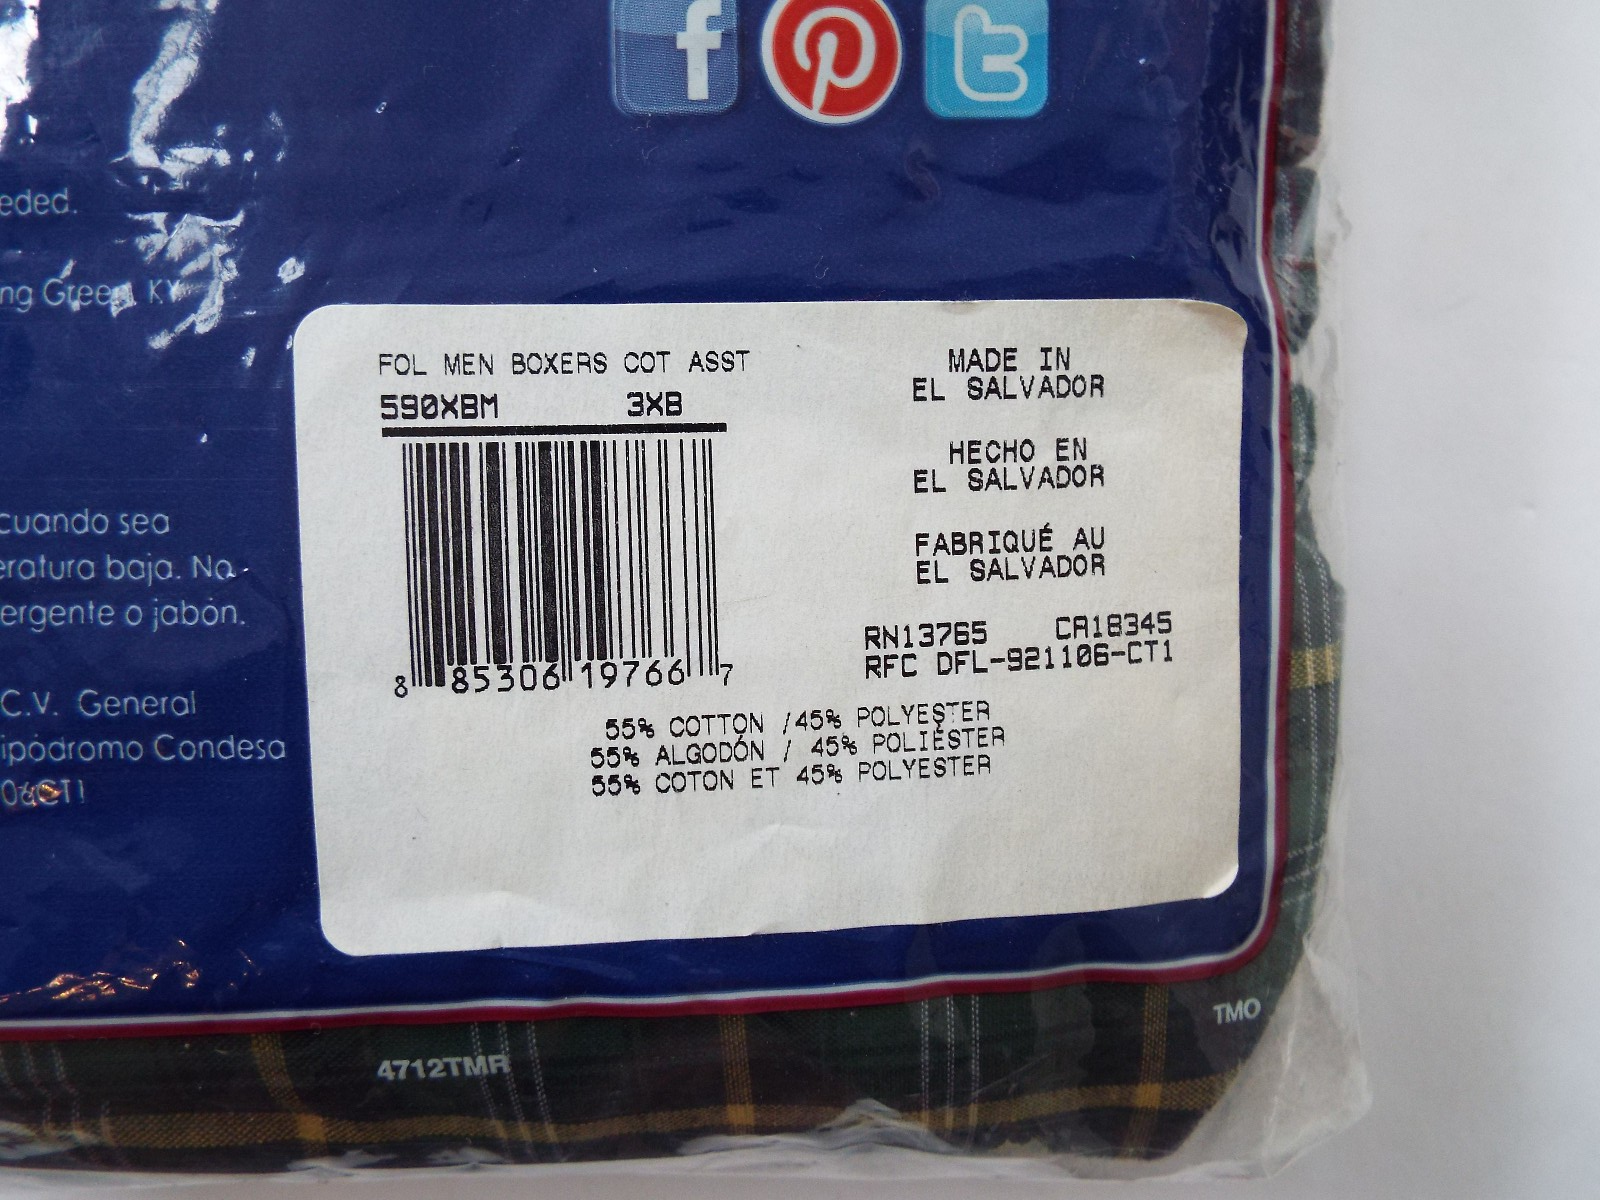 eded.
ng Green, KY
cuando sea
eratura baja. No
ergente o jabón.
C.V. General
ipódromo Condesa
06CT1
FOL MEN BOXERS COT ASST
590XBM 3XB
8 85306 19766 7
MADE IN
EL SALVADOR
HECHO EN
EL SALVADOR
FABRIQUÉ AU
EL SALVADOR
RN13765 CA18345
RFC DFL-921106-CT1
55% COTTON /45% POLYESTER
55% ALGODÓN / 45% POLIÉSTER
55% COTON ET 45% POLYESTER
4712TMR
TMO